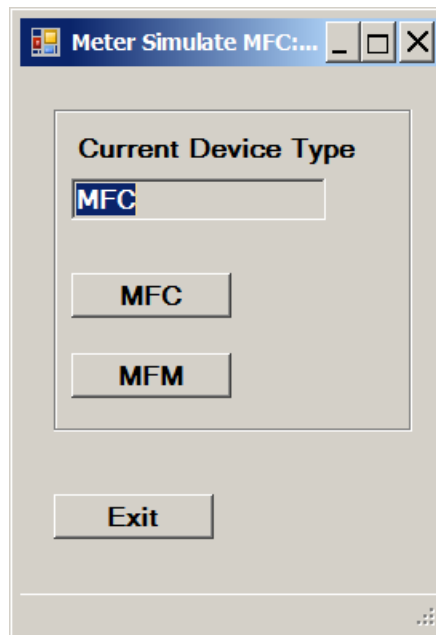 Meter Simulate MFC:...
Current Device Type
MFC
MFC
MFM
Exit